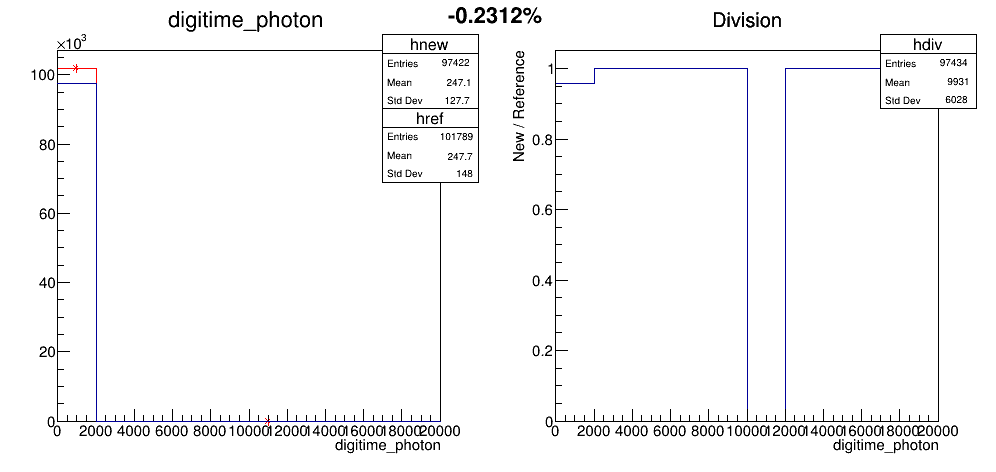 -0.2312%
digitime_photon
×10³
100
80
60
40
20
0
0 2000 4000 6000 8000 10000 12000 14000 16000 18000 20000
digitime_photon
hnew
Entries 97422
Mean 247.1
Std Dev 127.7
href
Entries 101789
Mean 247.7
Std Dev 148
Division
New / Reference
1
0.8
0.6
0.4
0.2
0
0 2000 4000 6000 8000 10000 12000 14000 16000 18000 20000
digitime_photon
hdiv
Entries 97434
Mean 9931
Std Dev 6028